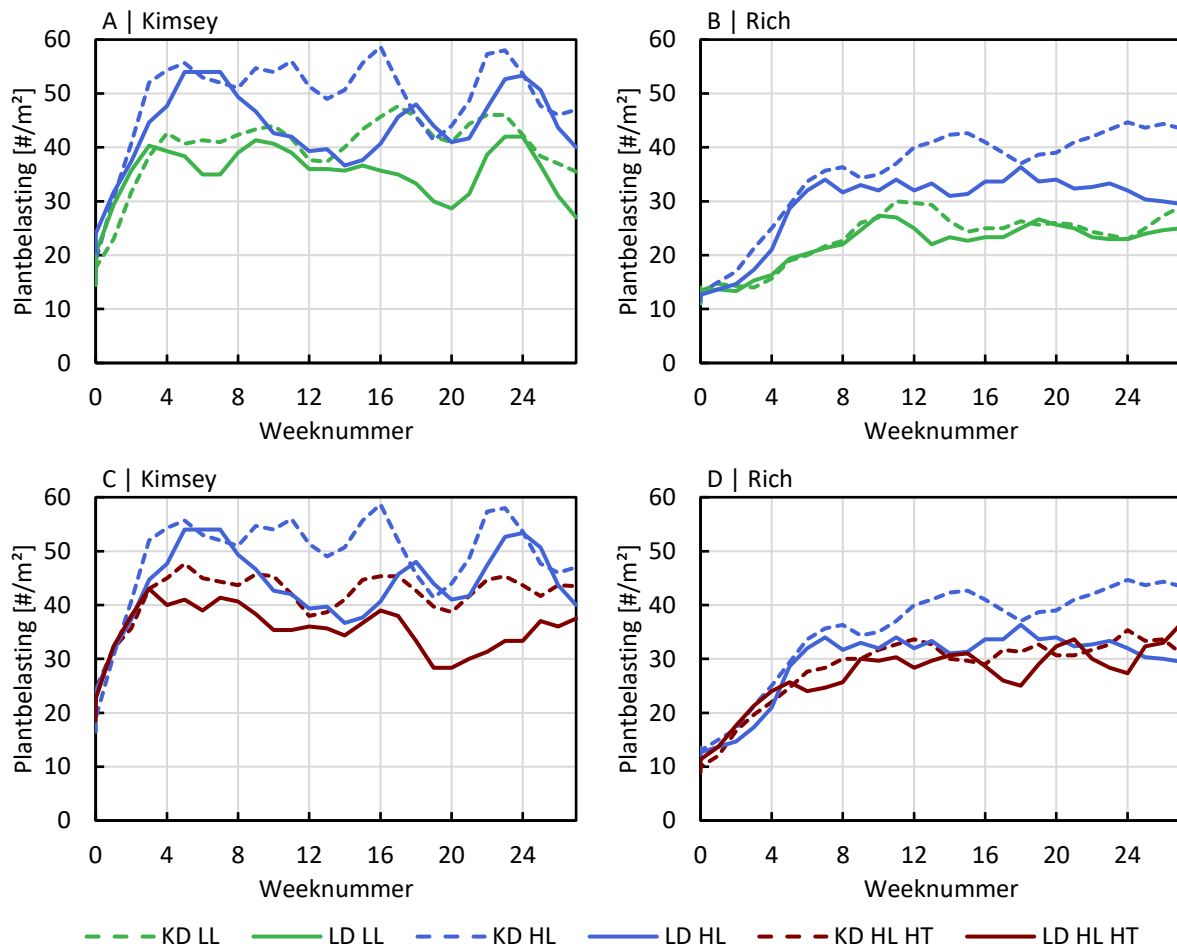 A | Kimsey
B | Rich
Plantbelasting [#/m²]
60
50
40
30
20
10
0
0 4 8 12 16 20 24
Weeknummer
Plantbelasting [#/m²]
60
50
40
30
20
10
0
0 4 8 12 16 20 24
Weeknummer
C | Kimsey
D | Rich
Plantbelasting [#/m²]
60
50
40
30
20
10
0
0 4 8 12 16 20 24
Weeknummer
Plantbelasting [#/m²]
60
50
40
30
20
10
0
0 4 8 12 16 20 24
Weeknummer
KD LL LD LL KD HL LD HL KD HL HT LD HL HT